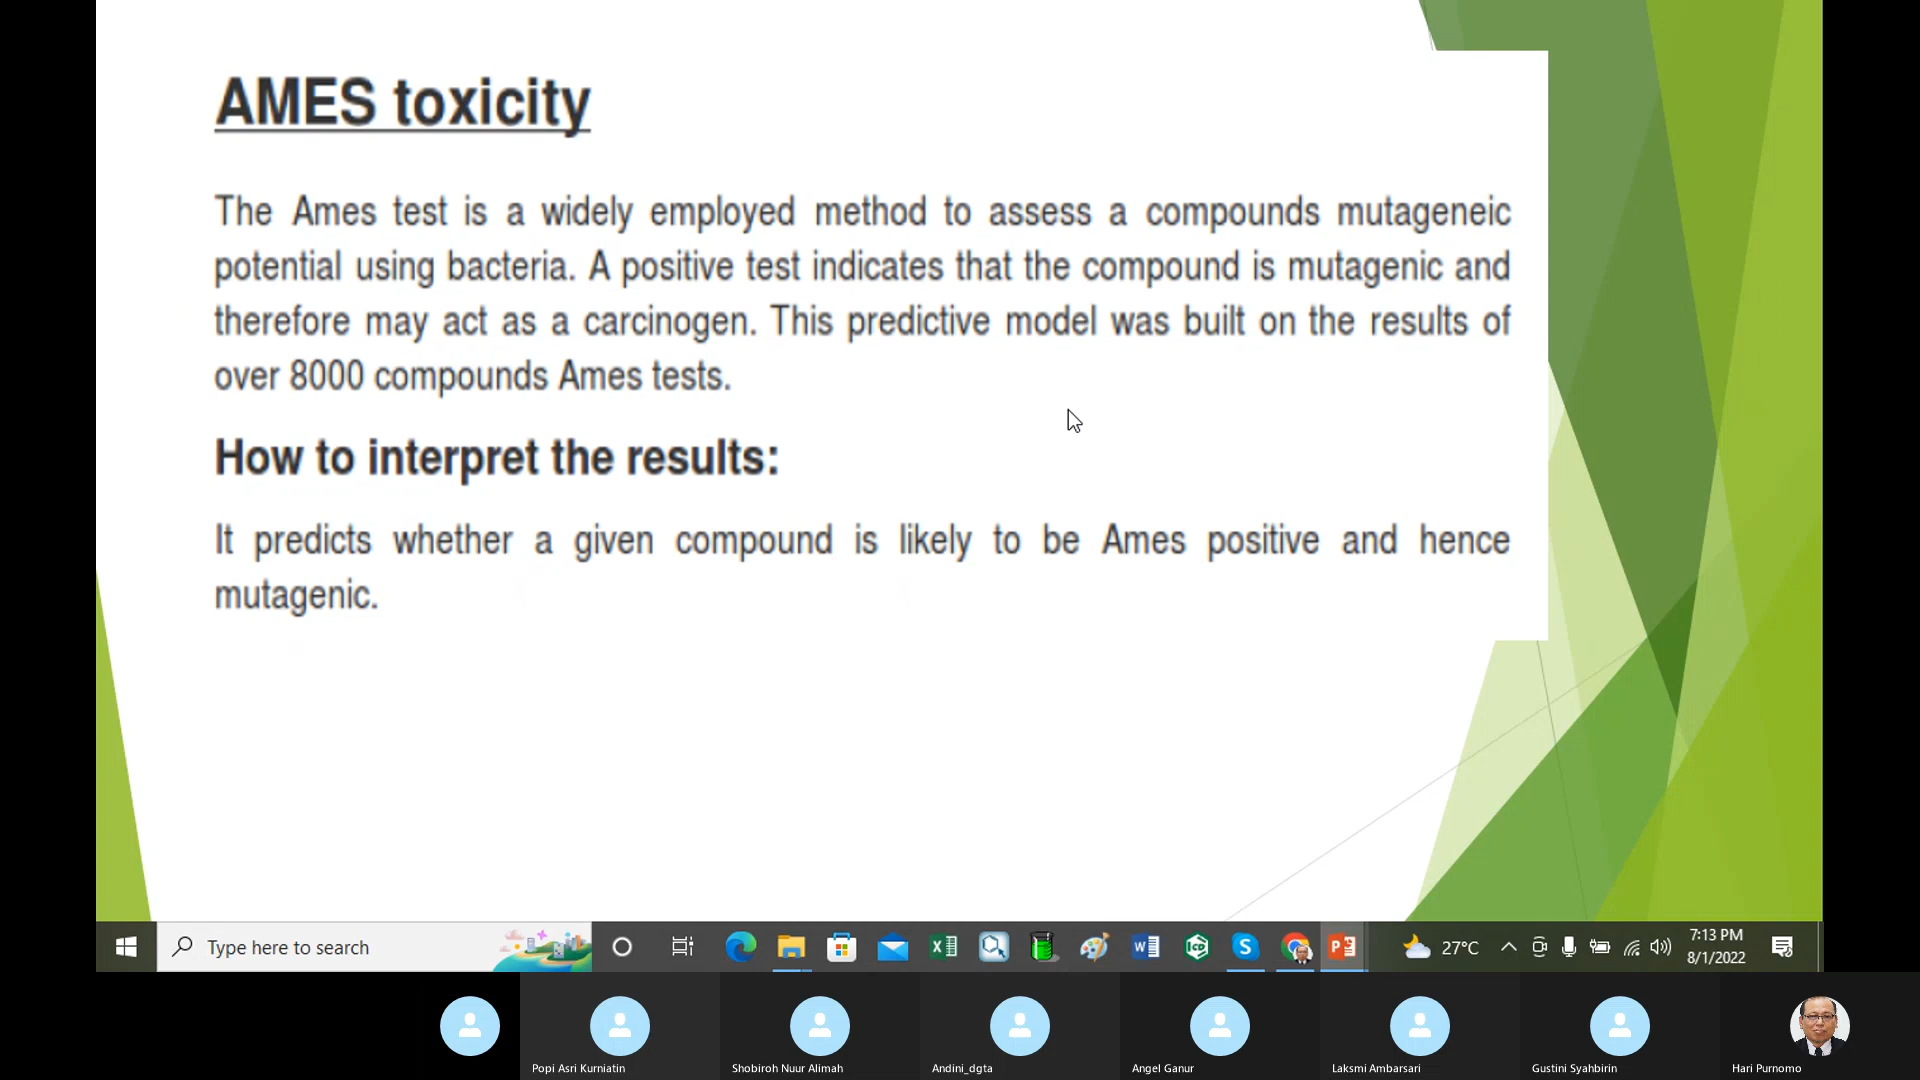 AMES toxicity
The Ames test is a widely employed method to assess a compounds mutageneic
potential using bacteria. A positive test indicates that the compound is mutagenic and
therefore may act as a carcinogen. This predictive model was built on the results of
over 8000 compounds Ames tests.
How to interpret the results:
It predicts whether a given compound is likely to be Ames positive and hence
mutagenic.
Type here to search
27°C
7:13 PM
8/1/2022
Popi Asri Kurniatin
Shobiroh Nuur Alimah
Andini_dgta
Angel Ganur
Laksmi Ambarsari
Gustini Syahbirin
Hari Purnomo